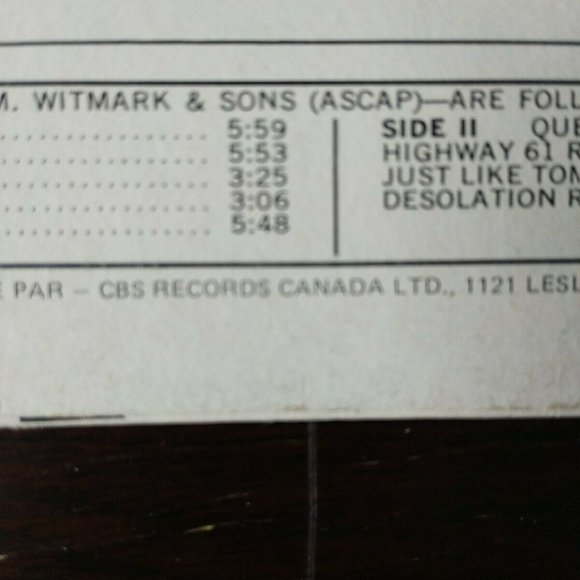 M. WITMARK & SONS (ASCAP)—ARE FOLL
5:59
5:53
3:25
3:06
5:48
SIDE II QUE
HIGHWAY 61 R
JUST LIKE TOM
DESOLATION R
E PAR – CBS RECORDS CANADA LTD., 1121 LESL